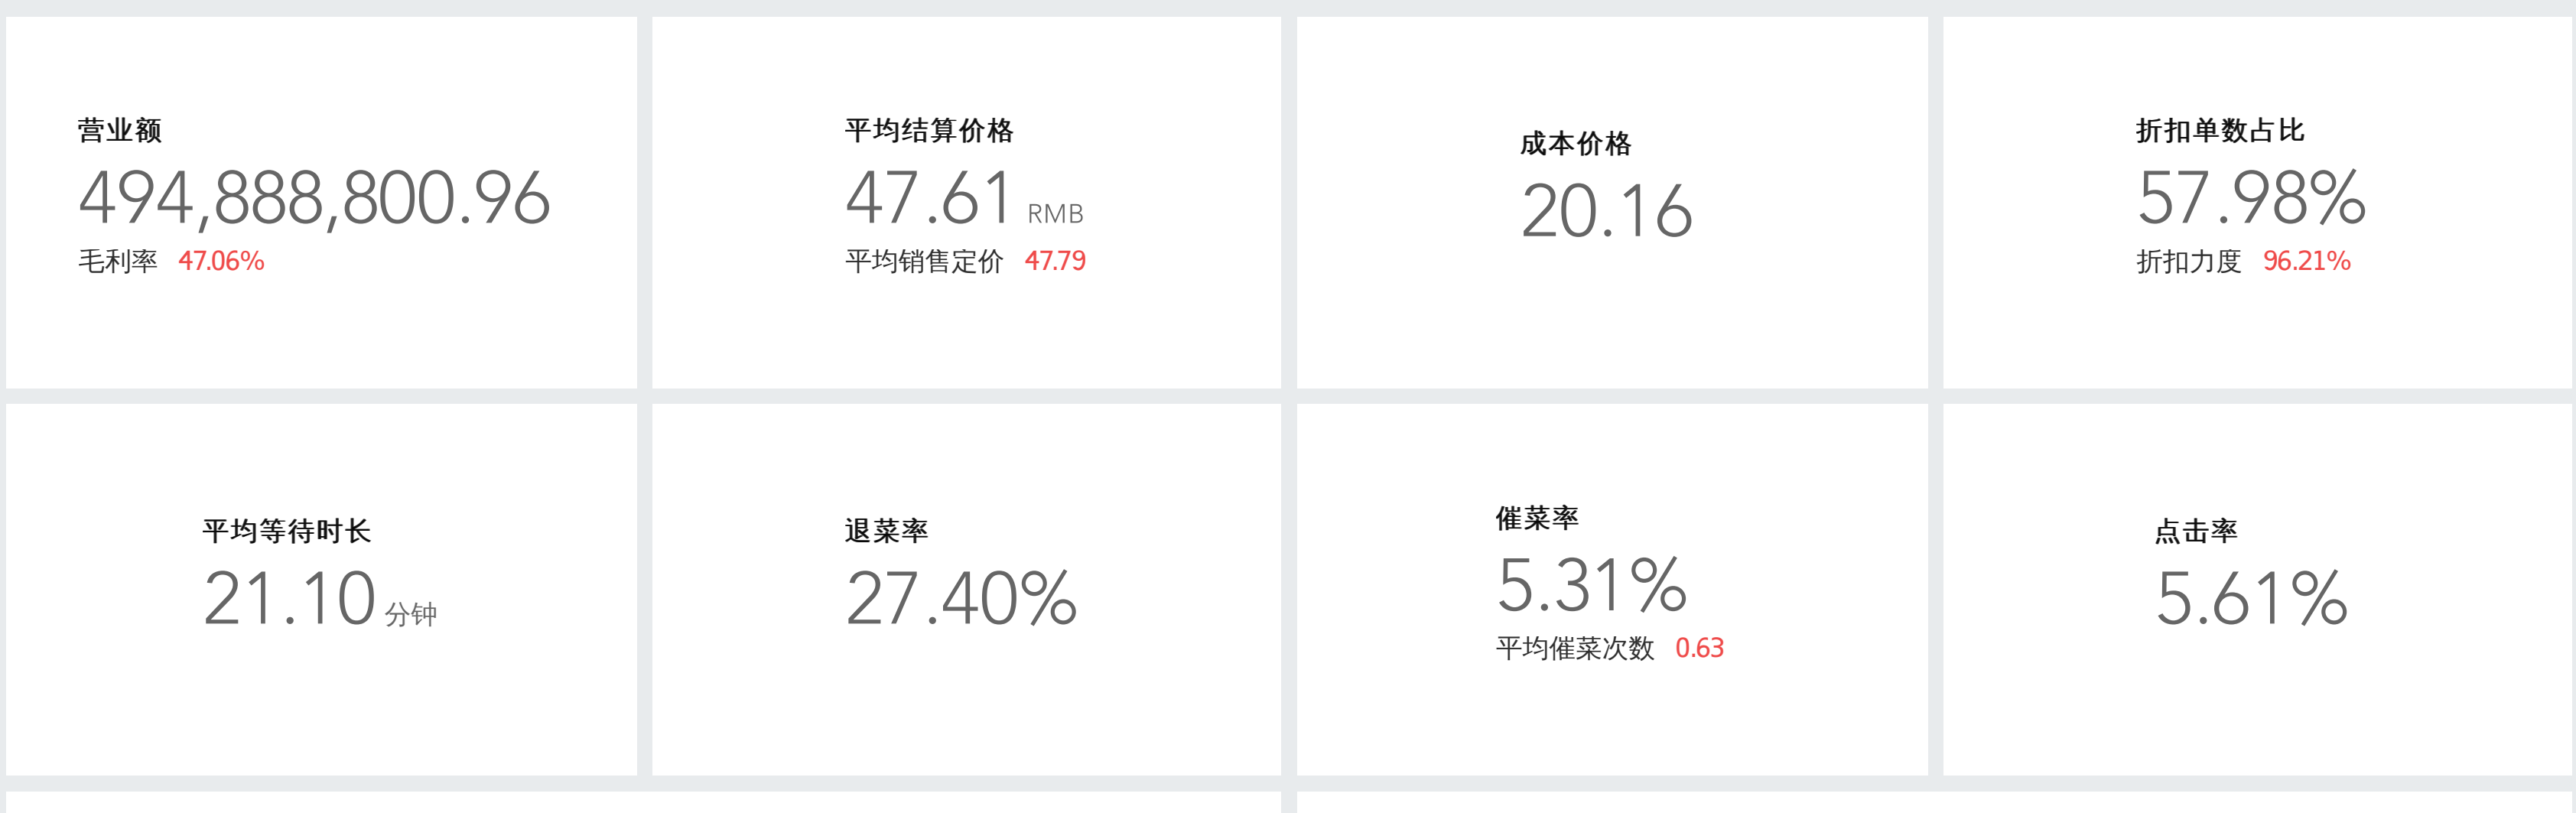 营业额
494,888,800.96
毛利率 47.06%
平均结算价格
47.61 RMB
平均销售定价 47.79
成本价格
20.16
折扣单数占比
57.98%
折扣力度 96.21%
平均等待时长
21.10 分钟
退菜率
27.40%
催菜率
5.31%
平均催菜次数 0.63
点击率
5.61%